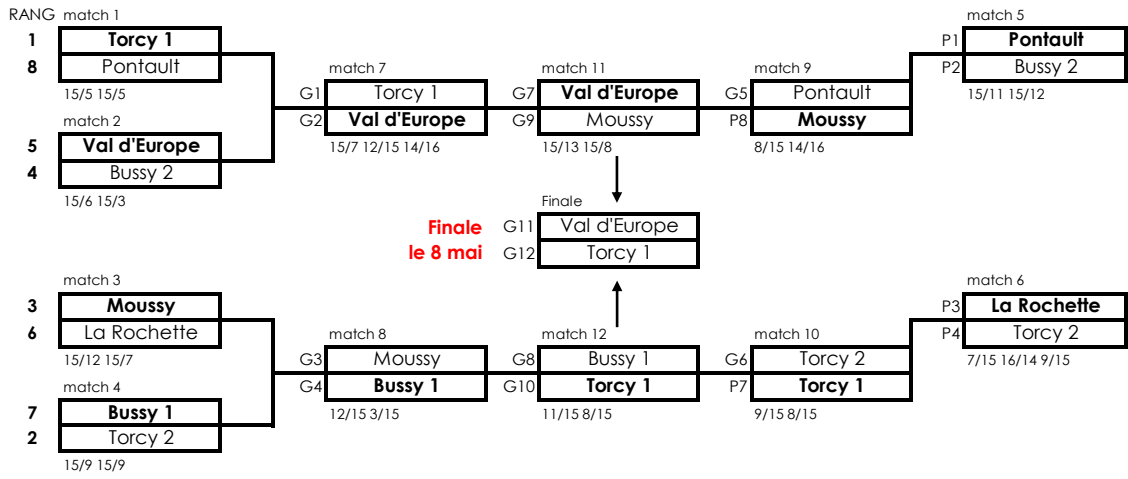 RANG match 1
1 Torcy 1
8 Pontault
15/5 15/5
match 2
5 Val d'Europe
4 Bussy 2
15/6 15/3
match 7
G1 Torcy 1
G2 Val d'Europe
15/7 12/15 14/16
match 11
G7 Val d'Europe
G9 Moussy
15/13 15/8
match 9
G5 Pontault
P8 Moussy
8/15 14/16
match 5
P1 Pontault
P2 Bussy 2
15/11 15/12
Finale
Finale G11 Val d'Europe
le 8 mai G12 Torcy 1
match 3
3 Moussy
6 La Rochette
15/12 15/7
match 4
7 Bussy 1
2 Torcy 2
15/9 15/9
match 8
G3 Moussy
G4 Bussy 1
12/15 3/15
match 12
G8 Bussy 1
G10 Torcy 1
11/15 8/15
match 10
G6 Torcy 2
P7 Torcy 1
9/15 8/15
match 6
P3 La Rochette
P4 Torcy 2
7/15 16/14 9/15